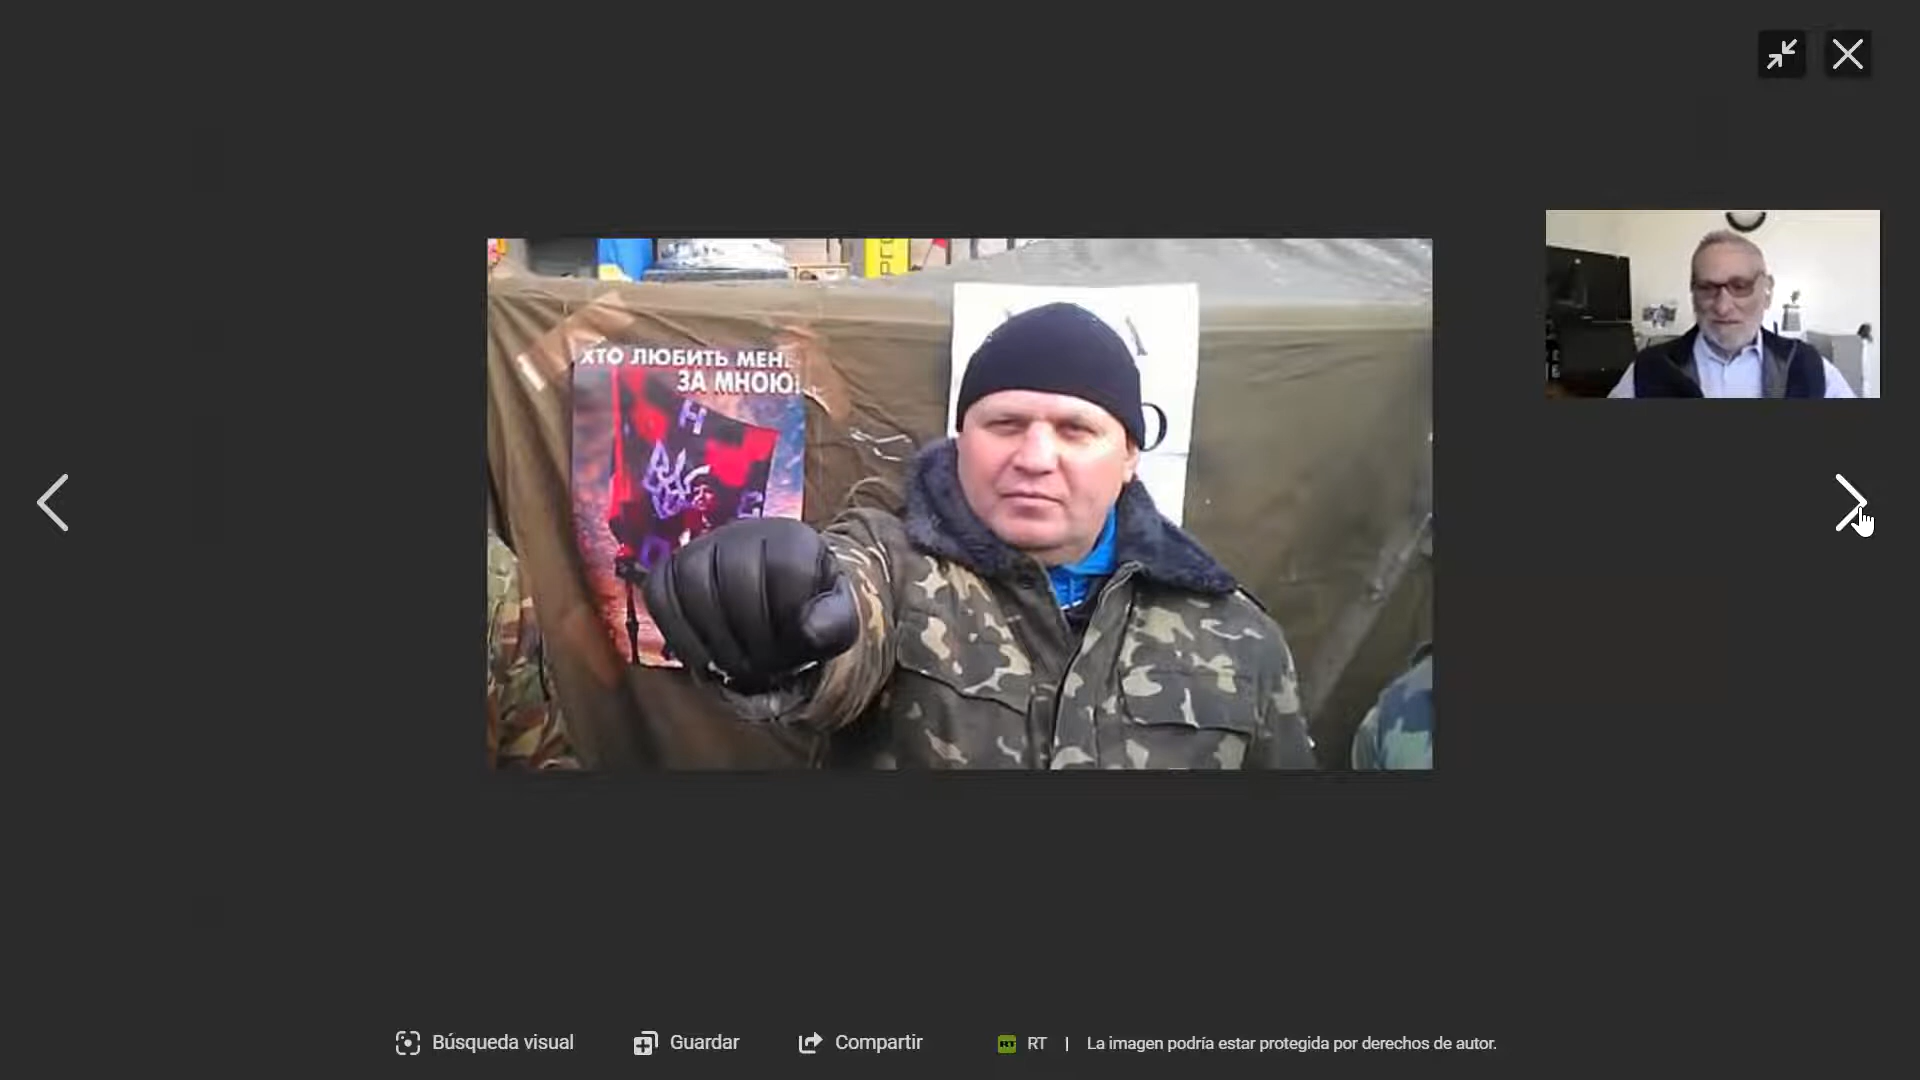 ХТО ЛЮБИТЬ МЕНЕ
ЗА МНОЮ!
Н
Búsqueda visual
Guardar
Compartir
RT | La imagen podría estar protegida por derechos de autor.